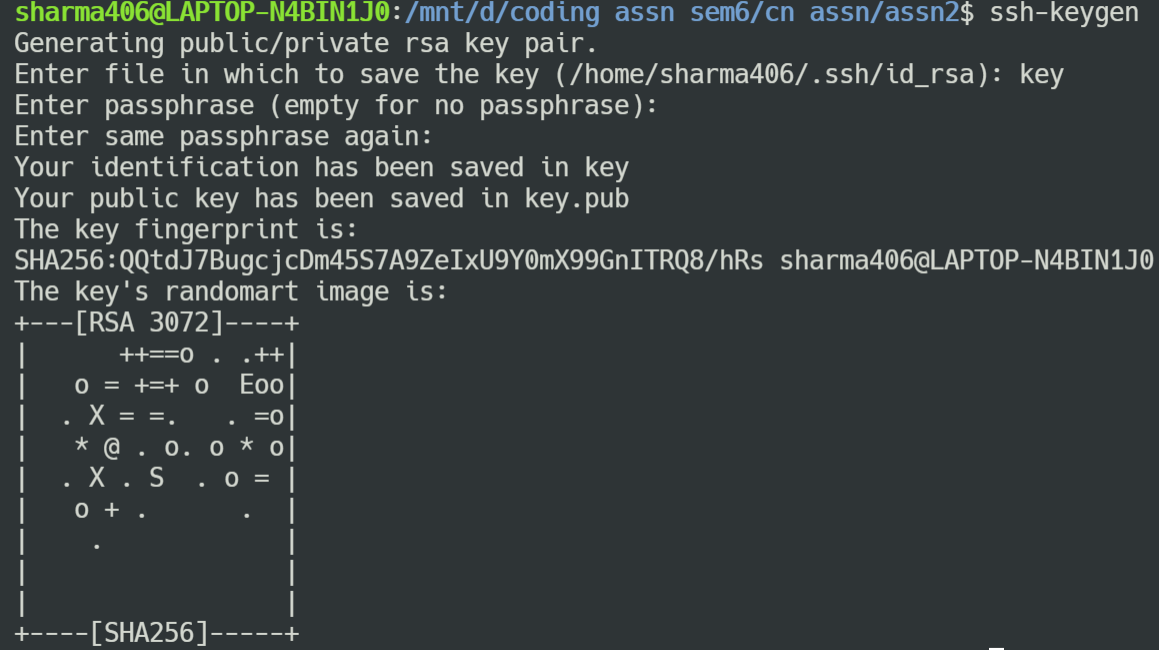 sharma406@LAPTOP-N4BIN1J0:/mnt/d/coding assn sem6/cn assn/assn2$ ssh-keygen
Generating public/private rsa key pair.
Enter file in which to save the key (/home/sharma406/.ssh/id_rsa): key
Enter passphrase (empty for no passphrase):
Enter same passphrase again:
Your identification has been saved in key
Your public key has been saved in key.pub
The key fingerprint is:
SHA256:QQtdJ7BugcjcDm45S7A9ZeIxU9Y0mX99GnITRQ8/hRs sharma406@LAPTOP-N4BIN1J0
The key's randomart image is:
+---[RSA 3072]----+
|      ++==o . .++|
|   o = +=+ o  Eoo|
|  . X = =.   . =o|
|   * @ . o. o * o|
|  . X . S  . o = |
|   o + .      .  |
|    .            |
|                 |
|                 |
+----[SHA256]-----+